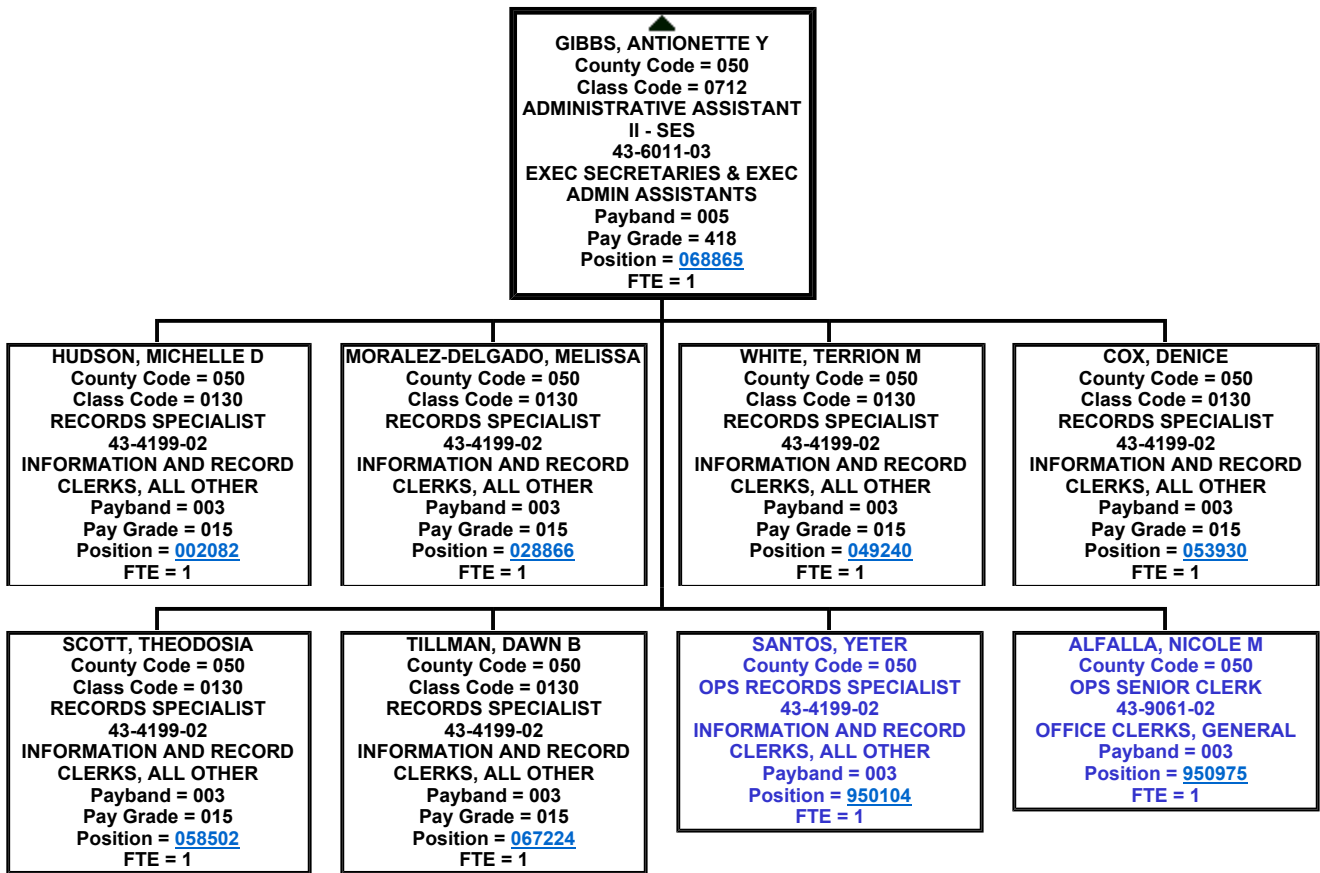 GIBBS, ANTIONETTE Y
County Code = 050
Class Code = 0712
ADMINISTRATIVE ASSISTANT
II - SES
43-6011-03
EXEC SECRETARIES & EXEC
ADMIN ASSISTANTS
Payband = 005
Pay Grade = 418
Position = 068865
FTE = 1
HUDSON, MICHELLE D
County Code = 050
Class Code = 0130
RECORDS SPECIALIST
43-4199-02
INFORMATION AND RECORD
CLERKS, ALL OTHER
Payband = 003
Pay Grade = 015
Position = 002082
FTE = 1
MORALEZ-DELGADO, MELISSA
County Code = 050
Class Code = 0130
RECORDS SPECIALIST
43-4199-02
INFORMATION AND RECORD
CLERKS, ALL OTHER
Payband = 003
Pay Grade = 015
Position = 028866
FTE = 1
WHITE, TERRION M
County Code = 050
Class Code = 0130
RECORDS SPECIALIST
43-4199-02
INFORMATION AND RECORD
CLERKS, ALL OTHER
Payband = 003
Pay Grade = 015
Position = 049240
FTE = 1
COX, DENICE
County Code = 050
Class Code = 0130
RECORDS SPECIALIST
43-4199-02
INFORMATION AND RECORD
CLERKS, ALL OTHER
Payband = 003
Pay Grade = 015
Position = 053930
FTE = 1
SCOTT, THEODOSIA
County Code = 050
Class Code = 0130
RECORDS SPECIALIST
43-4199-02
INFORMATION AND RECORD
CLERKS, ALL OTHER
Payband = 003
Pay Grade = 015
Position = 058502
FTE = 1
TILLMAN, DAWN B
County Code = 050
Class Code = 0130
RECORDS SPECIALIST
43-4199-02
INFORMATION AND RECORD
CLERKS, ALL OTHER
Payband = 003
Pay Grade = 015
Position = 067224
FTE = 1
SANTOS, YETER
County Code = 050
OPS RECORDS SPECIALIST
43-4199-02
INFORMATION AND RECORD
CLERKS, ALL OTHER
Payband = 003
Position = 950104
FTE = 1
ALFALLA, NICOLE M
County Code = 050
OPS SENIOR CLERK
43-9061-02
OFFICE CLERKS, GENERAL
Payband = 003
Position = 950975
FTE = 1